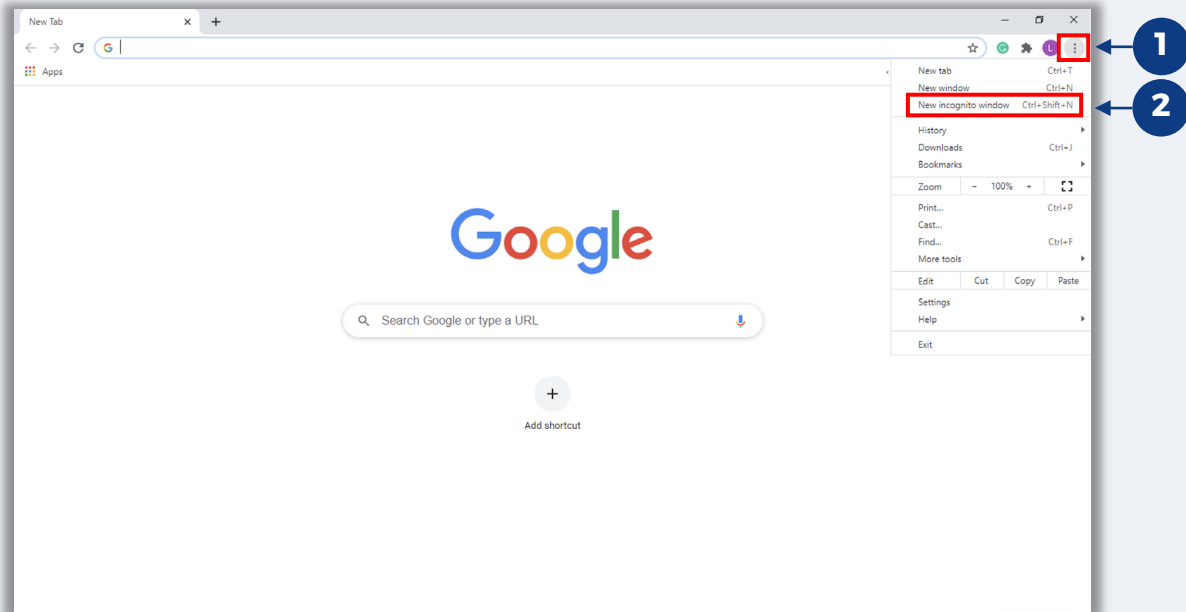 New Tab
1
G
L
Apps
New tab Ctrl+T
New window Ctrl+N
New incognito window Ctrl+Shift+N
2
History
Downloads Ctrl+J
Bookmarks
Zoom - 100% +
Print... Ctrl+P
Cast...
Find... Ctrl+F
More tools
Edit Cut Copy Paste
Settings
Help
Exit
Google
Search Google or type a URL
Add shortcut